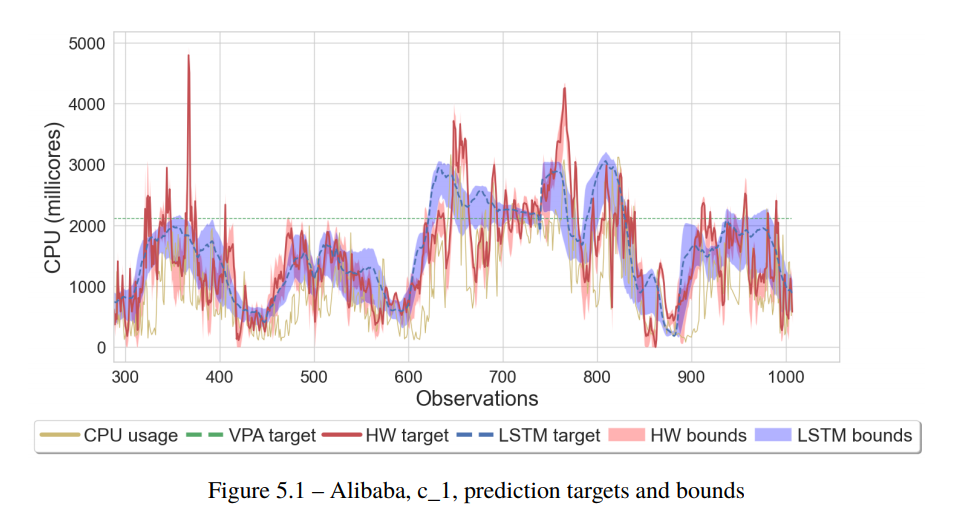 5000
4000
3000
2000
1000
0
CPU (millicores)
300 400 500 600 700 800 900 1000
Observations
CPU usage VPA target HW target LSTM target HW bounds LSTM bounds
Figure 5.1 – Alibaba, c_1, prediction targets and bounds